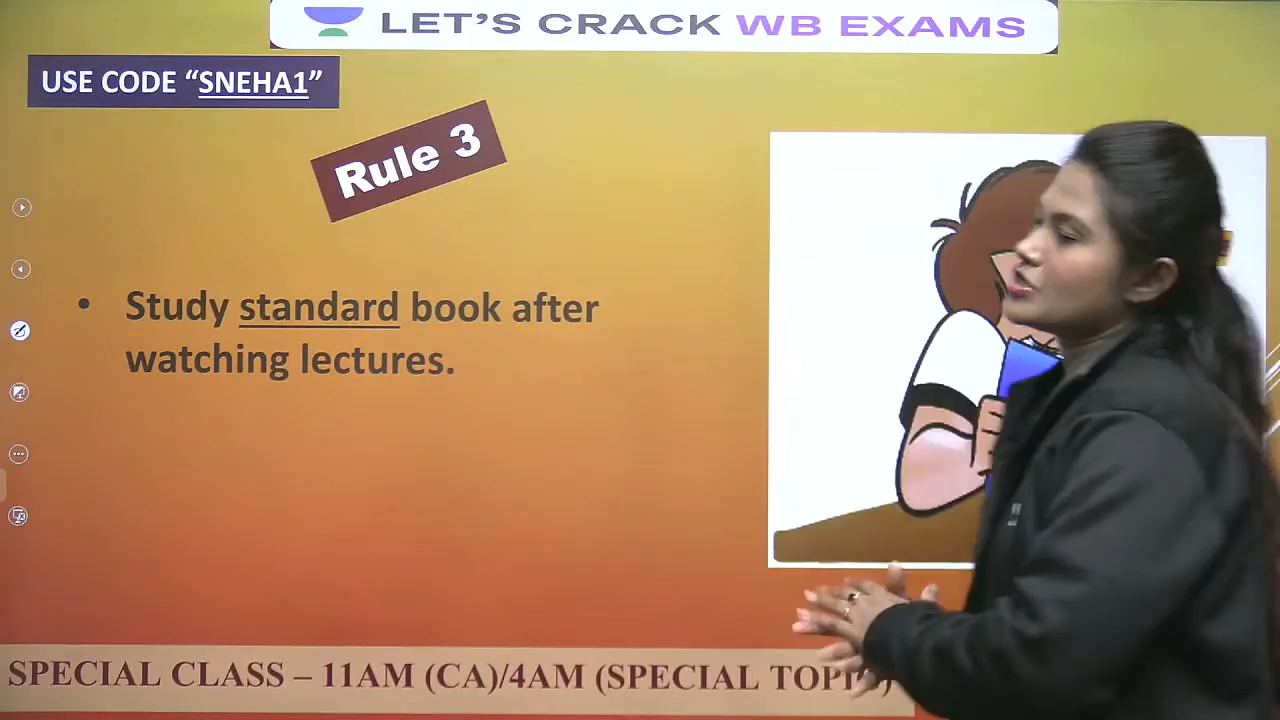 LET'S CRACK WB EXAMS
USE CODE “SNEHA1”
Rule 3
• Study standard book after
watching lectures.
SPECIAL CLASS – 11AM (CA)/4AM (SPECIAL TOPIC)